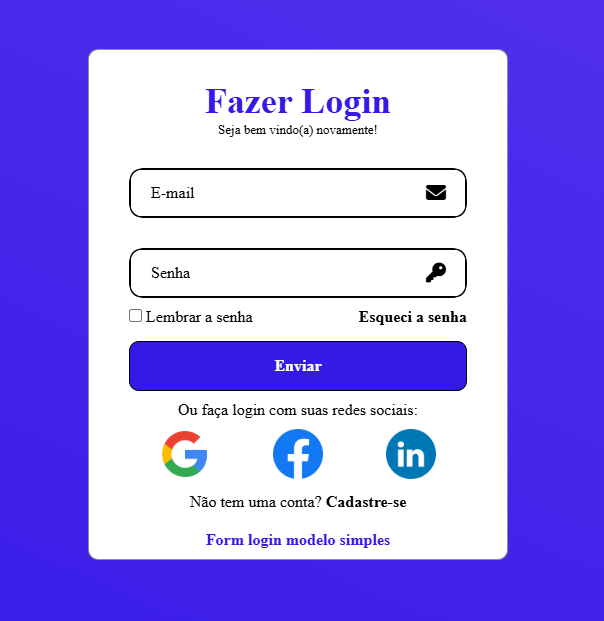 Fazer Login
Seja bem vindo(a) novamente!
E-mail
Senha
Lembrar a senha Esqueci a senha
Enviar
Ou faça login com suas redes sociais:
Não tem uma conta? Cadastre-se
Form login modelo simples